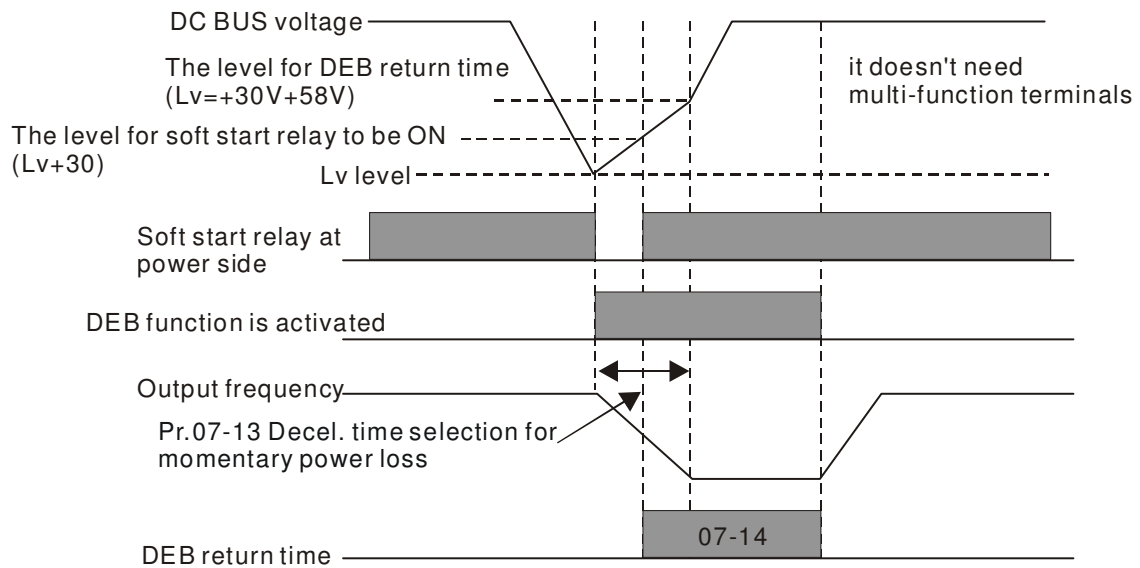 DC BUS voltage
The level for DEB return time
(Lv=+30V+58V)
it doesn't need
multi-function terminals
The level for soft start relay to be ON
(Lv+30)
Lv level
Soft start relay at
power side
DEB function is activated
Output frequency
Pr.07-13 Decel. time selection for
momentary power loss
07-14
DEB return time